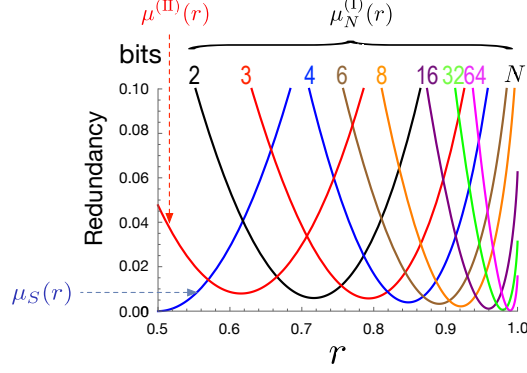 μ^(II)(r) μ_N^(I)(r)
bits
2 3 4 6 8 16 32 64 N
0.10
0.08
0.06
0.04
0.02
0.00
Redundancy
μ_S(r)
0.5 0.6 0.7 0.8 0.9 1.0
r